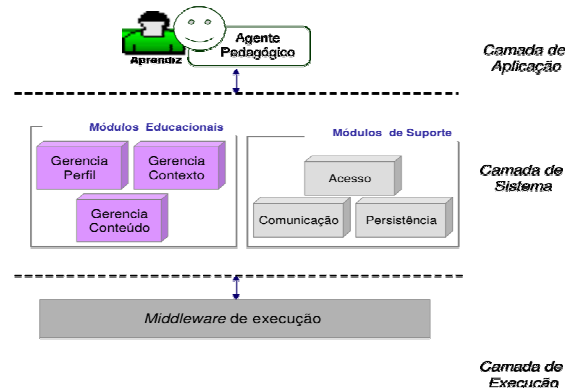 Agente
Pedagógico
Aprendiz
Camada de
Aplicação
Módulos Educacionais
Gerencia
Perfil
Gerencia
Contexto
Gerencia
Conteúdo
Módulos de Suporte
Acesso
Comunicação
Persistência
Camada de
Sistema
Middleware de execução
Camada de
Execução